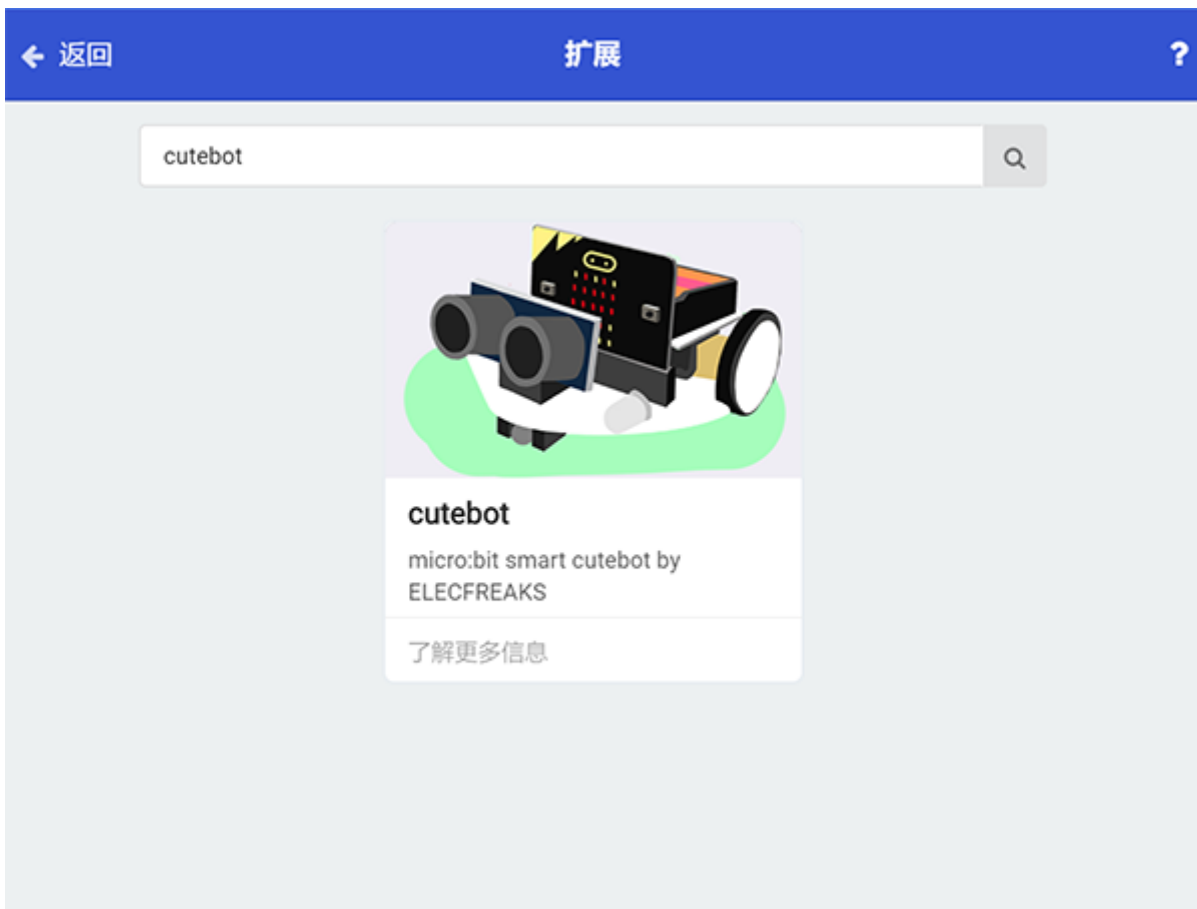 返回
扩展
?
cutebot
cutebot
micro:bit smart cutebot by
ELECFREAKS
了解更多信息